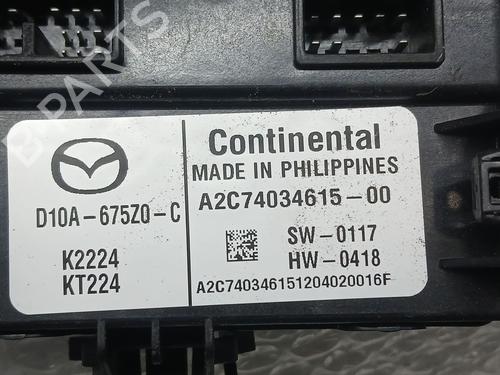 B PARTS
Continental
MADE IN PHILIPPINES
D10A-675Z0-C
A2C74034615-00
K2224
KT224
SW-0117
HW-0418
A2C740346151204020016F